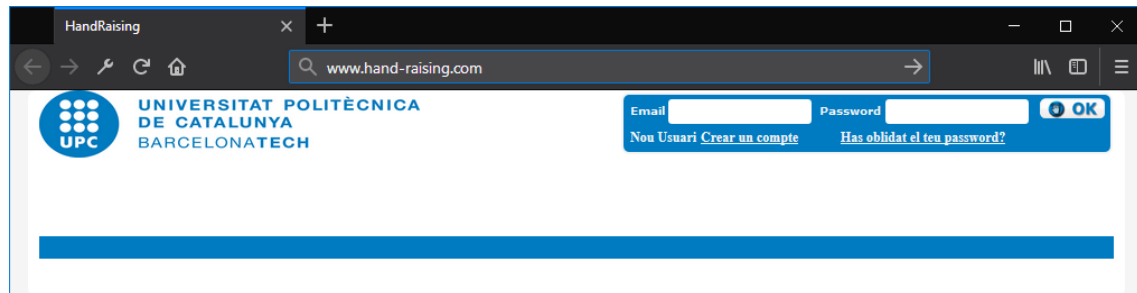 HandRaising
www.hand-raising.com
UNIVERSITAT POLITÈCNICA
DE CATALUNYA
BARCELONATECH
UPC
Email Password OK
Nou Usuari Crear un compte Has oblidat el teu password?